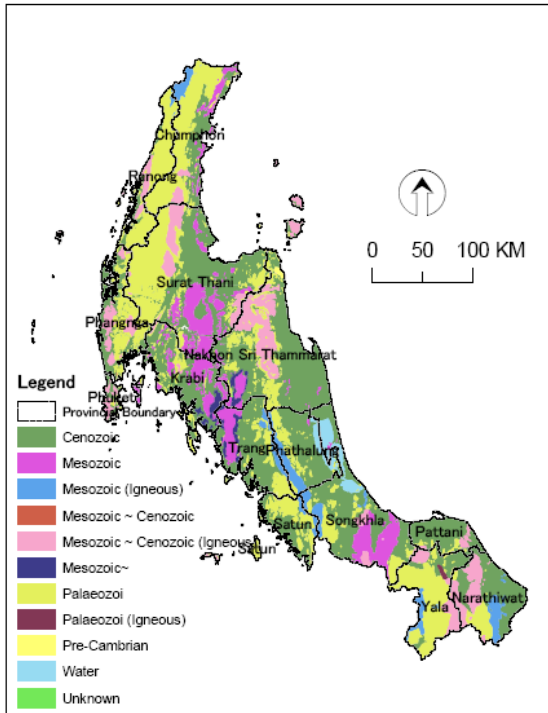 Champhori
Ranong
0 50 100 KM
Surat Thani
Phangnga
Nakhon Sri Thammarat
Krabi
Phuket
Legend
Provincial Boundary
Cenozoic
Mesozoic
Mesozoic (Igneous)
Mesozoic ~ Cenozoic
Mesozoic ~ Cenozoic (Igneous
Mesozoic~
Palaeozoi
Palaeozoi (Igneous)
Pre-Cambrian
Water
Unknown
Trang
Phathalung
Satun
Songkhla
Satun
Pattani
Yala
Narathiwat